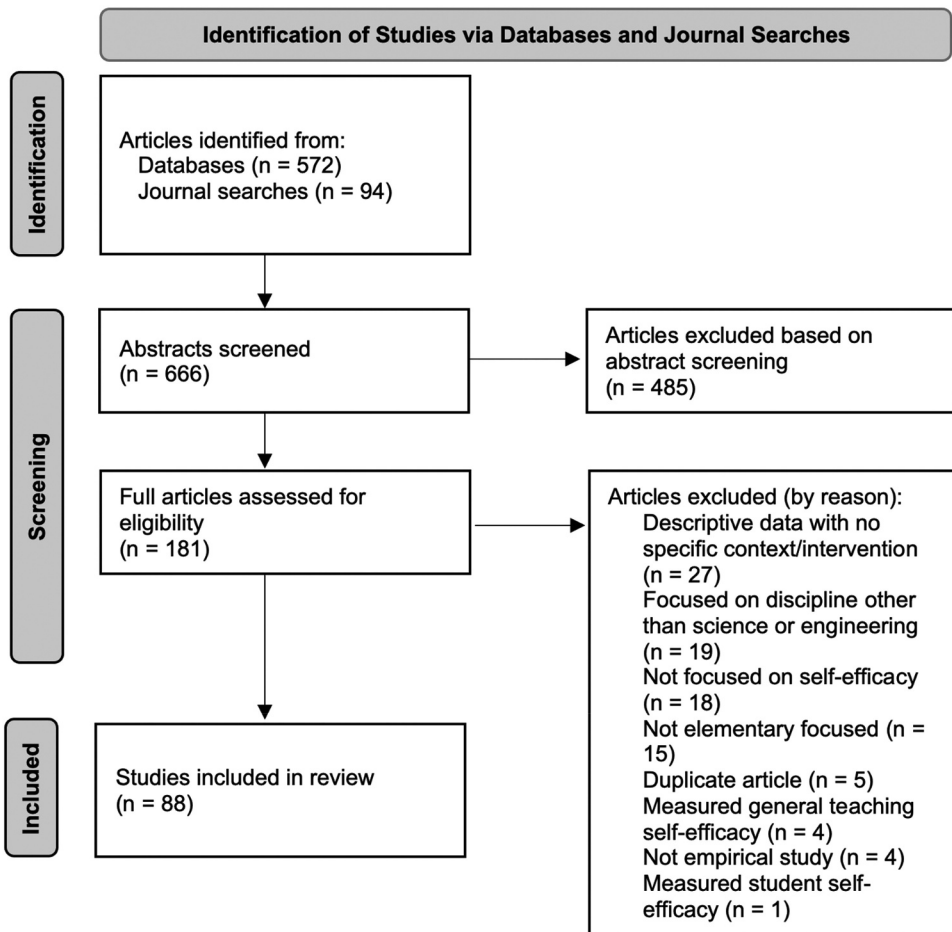 Identification of Studies via Databases and Journal Searches
Identification
Articles identified from:
Databases (n = 572)
Journal searches (n = 94)
Screening
Abstracts screened
(n = 666)
Articles excluded based on
abstract screening
(n = 485)
Full articles assessed for
eligibility
(n = 181)
Articles excluded (by reason):
Descriptive data with no
specific context/intervention
(n = 27)
Focused on discipline other
than science or engineering
(n = 19)
Not focused on self-efficacy
(n = 18)
Not elementary focused (n =
15)
Duplicate article (n = 5)
Measured general teaching
self-efficacy (n = 4)
Not empirical study (n = 4)
Measured student self-
efficacy (n = 1)
Included
Studies included in review
(n = 88)